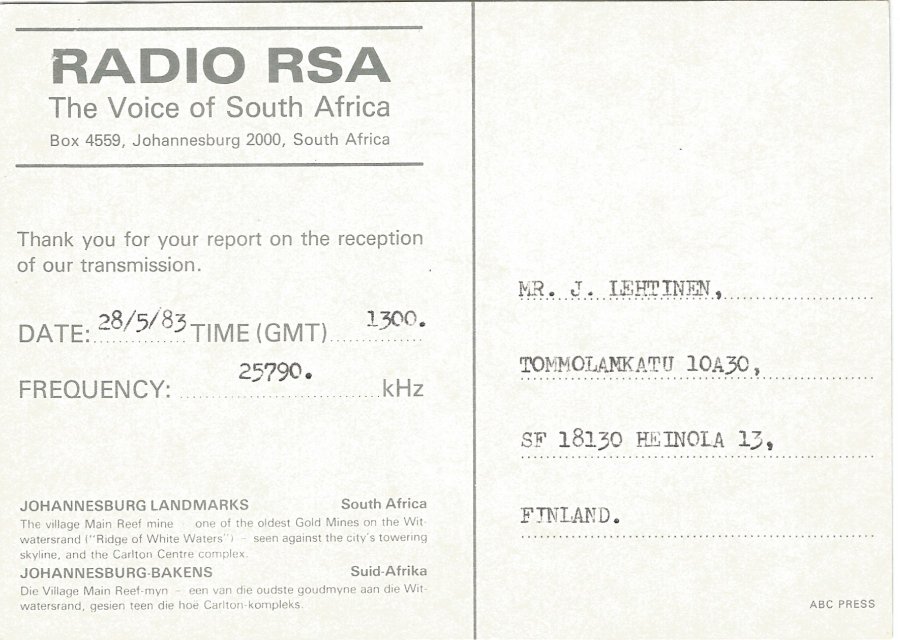 RADIO RSA
The Voice of South Africa
Box 4559, Johannesburg 2000, South Africa
Thank you for your report on the reception
of our transmission.
DATE: 28/5/83 TIME (GMT) 1300.
FREQUENCY: 25790. kHz
JOHANNESBURG LANDMARKS South Africa
The village Main Reef mine - one of the oldest Gold Mines on the Wit-
watersrand ("Ridge of White Waters") - seen against the city's towering
skyline, and the Carlton Centre complex.
JOHANNESBURG-BAKENS Suid-Afrika
Die Village Main Reef-myn - een van die oudste goudmyne aan die Wit-
watersrand, gesien teen die hoë Carlton-kompleks.
MR. J. LEHTINEN,
TOMMOLAMKATU 10A30,
SF 18130 HEINOLA 13,
FINLAND.
ABC PRESS